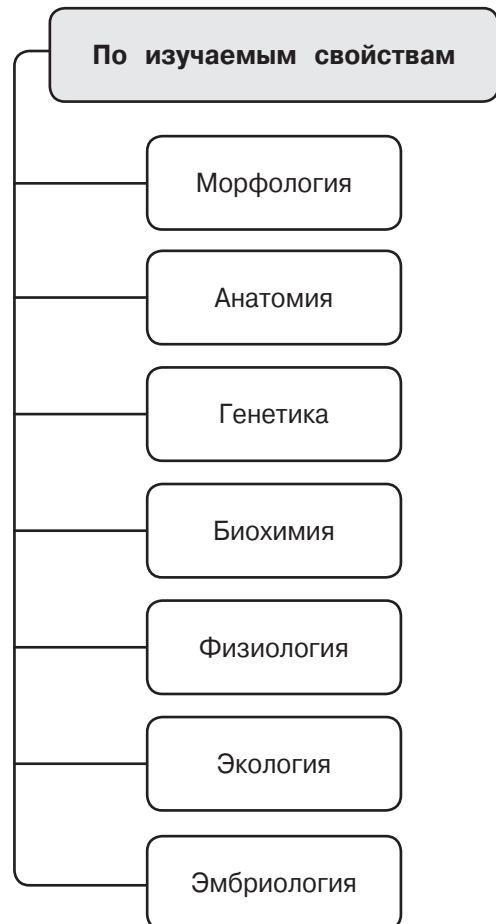 По изучаемым свойствам
Морфология
Анатомия
Генетика
Биохимия
Физиология
Экология
Эмбриология